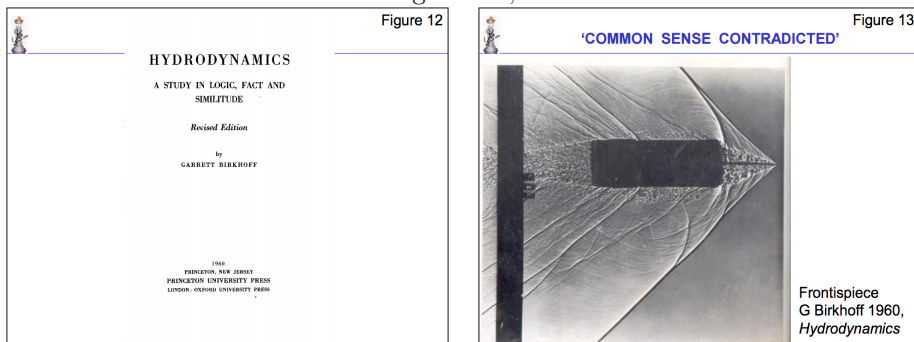 Figure 12
HYDRODYNAMICS
A STUDY IN LOGIC, FACT AND
SIMILITUDE
Revised Edition
by
GARRETT BIRKHOFF
1960
PRINCETON, NEW JERSEY
PRINCETON UNIVERSITY PRESS
LONDON: OXFORD UNIVERSITY PRESS
Figure 13
‘COMMON SENSE CONTRADICTED’
Frontispiece
G Birkhoff 1960,
Hydrodynamics